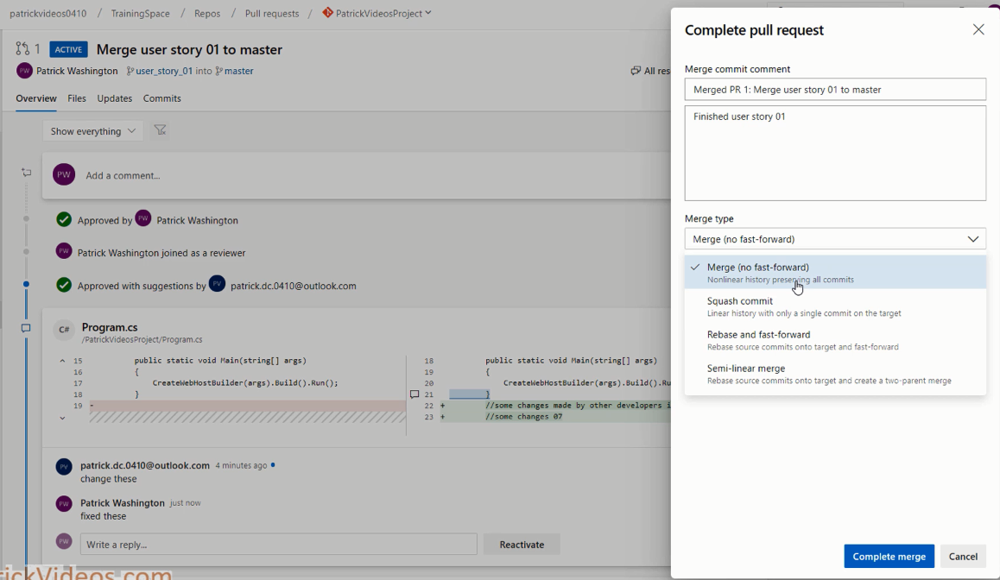 patrickvideos0410 / TrainingSpace / Repos / Pull requests / PatrickVideosProject
1 ACTIVE Merge user story 01 to master
PW Patrick Washington user_story_01 into master
All res
Overview Files Updates Commits
Show everything
PW Add a comment...
Approved by PW Patrick Washington
PW Patrick Washington joined as a reviewer
Approved with suggestions by PV patrick.dc.0410@outlook.com
C# Program.cs
/PatrickVideosProject/Program.cs
15 public static void Main(string[] args)
16 {
17 CreateWebHostBuilder(args).Build().Run();
18 }
19 -
18 public static void Main(string[] args)
19 {
20 CreateWebHostBuilder(args).Build().Ru
21 }
22 + //some changes made by other developers i
23 + //some changes 07
PV patrick.dc.0410@outlook.com 4 minutes ago
change these
PW Patrick Washington just now
fixed these
PW Write a reply...
Reactivate
rickVideos.com
Complete pull request
Merge commit comment
Merged PR 1: Merge user story 01 to master
Finished user story 01
Merge type
Merge (no fast-forward)
Merge (no fast-forward)
Nonlinear history preserving all commits
Squash commit
Linear history with only a single commit on the target
Rebase and fast-forward
Rebase source commits onto target and fast-forward
Semi-linear merge
Rebase source commits onto target and create a two-parent merge
Complete merge Cancel